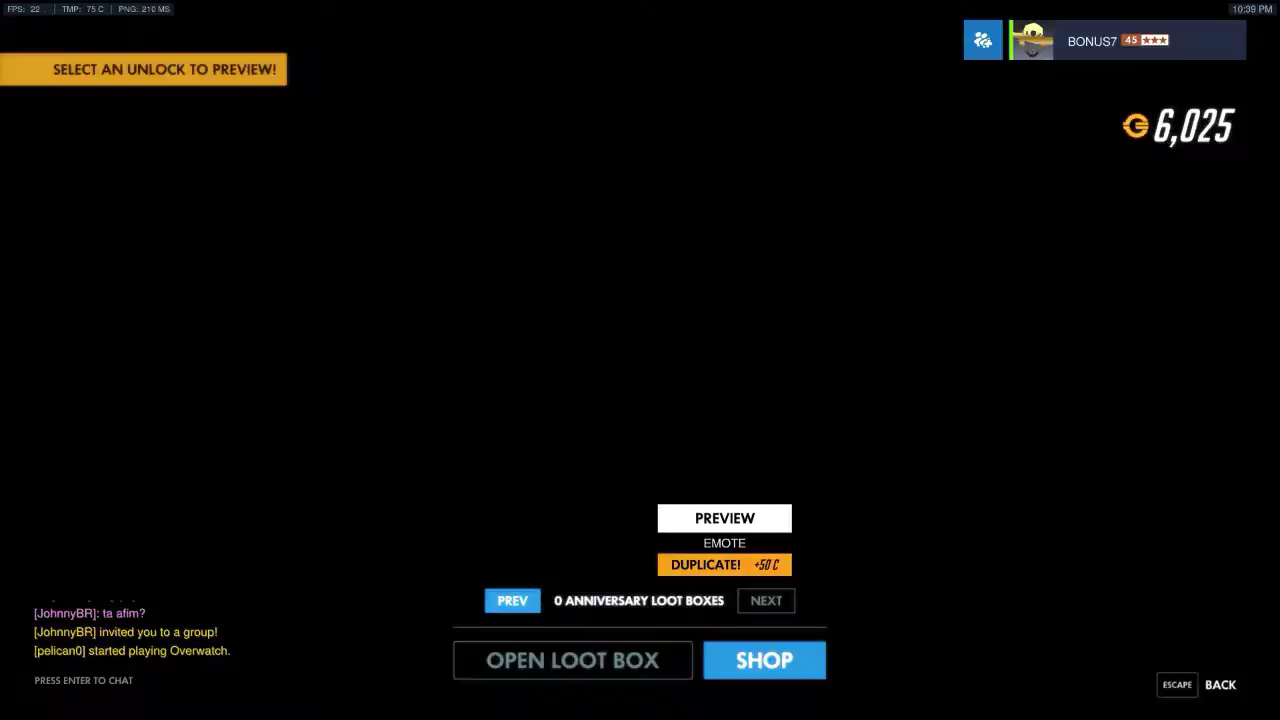 FPS: 22 . | TMP: 75 C | PNG: 210 MS
10:39 PM
BONUS7 45
SELECT AN UNLOCK TO PREVIEW!
6,025
PREVIEW
EMOTE
DUPLICATE! +50 C
PREV 0 ANNIVERSARY LOOT BOXES NEXT
[JohnnyBR]: ta afim?
[JohnnyBR] invited you to a group!
[pelican0] started playing Overwatch.
OPEN LOOT BOX SHOP
PRESS ENTER TO CHAT
ESCAPE BACK